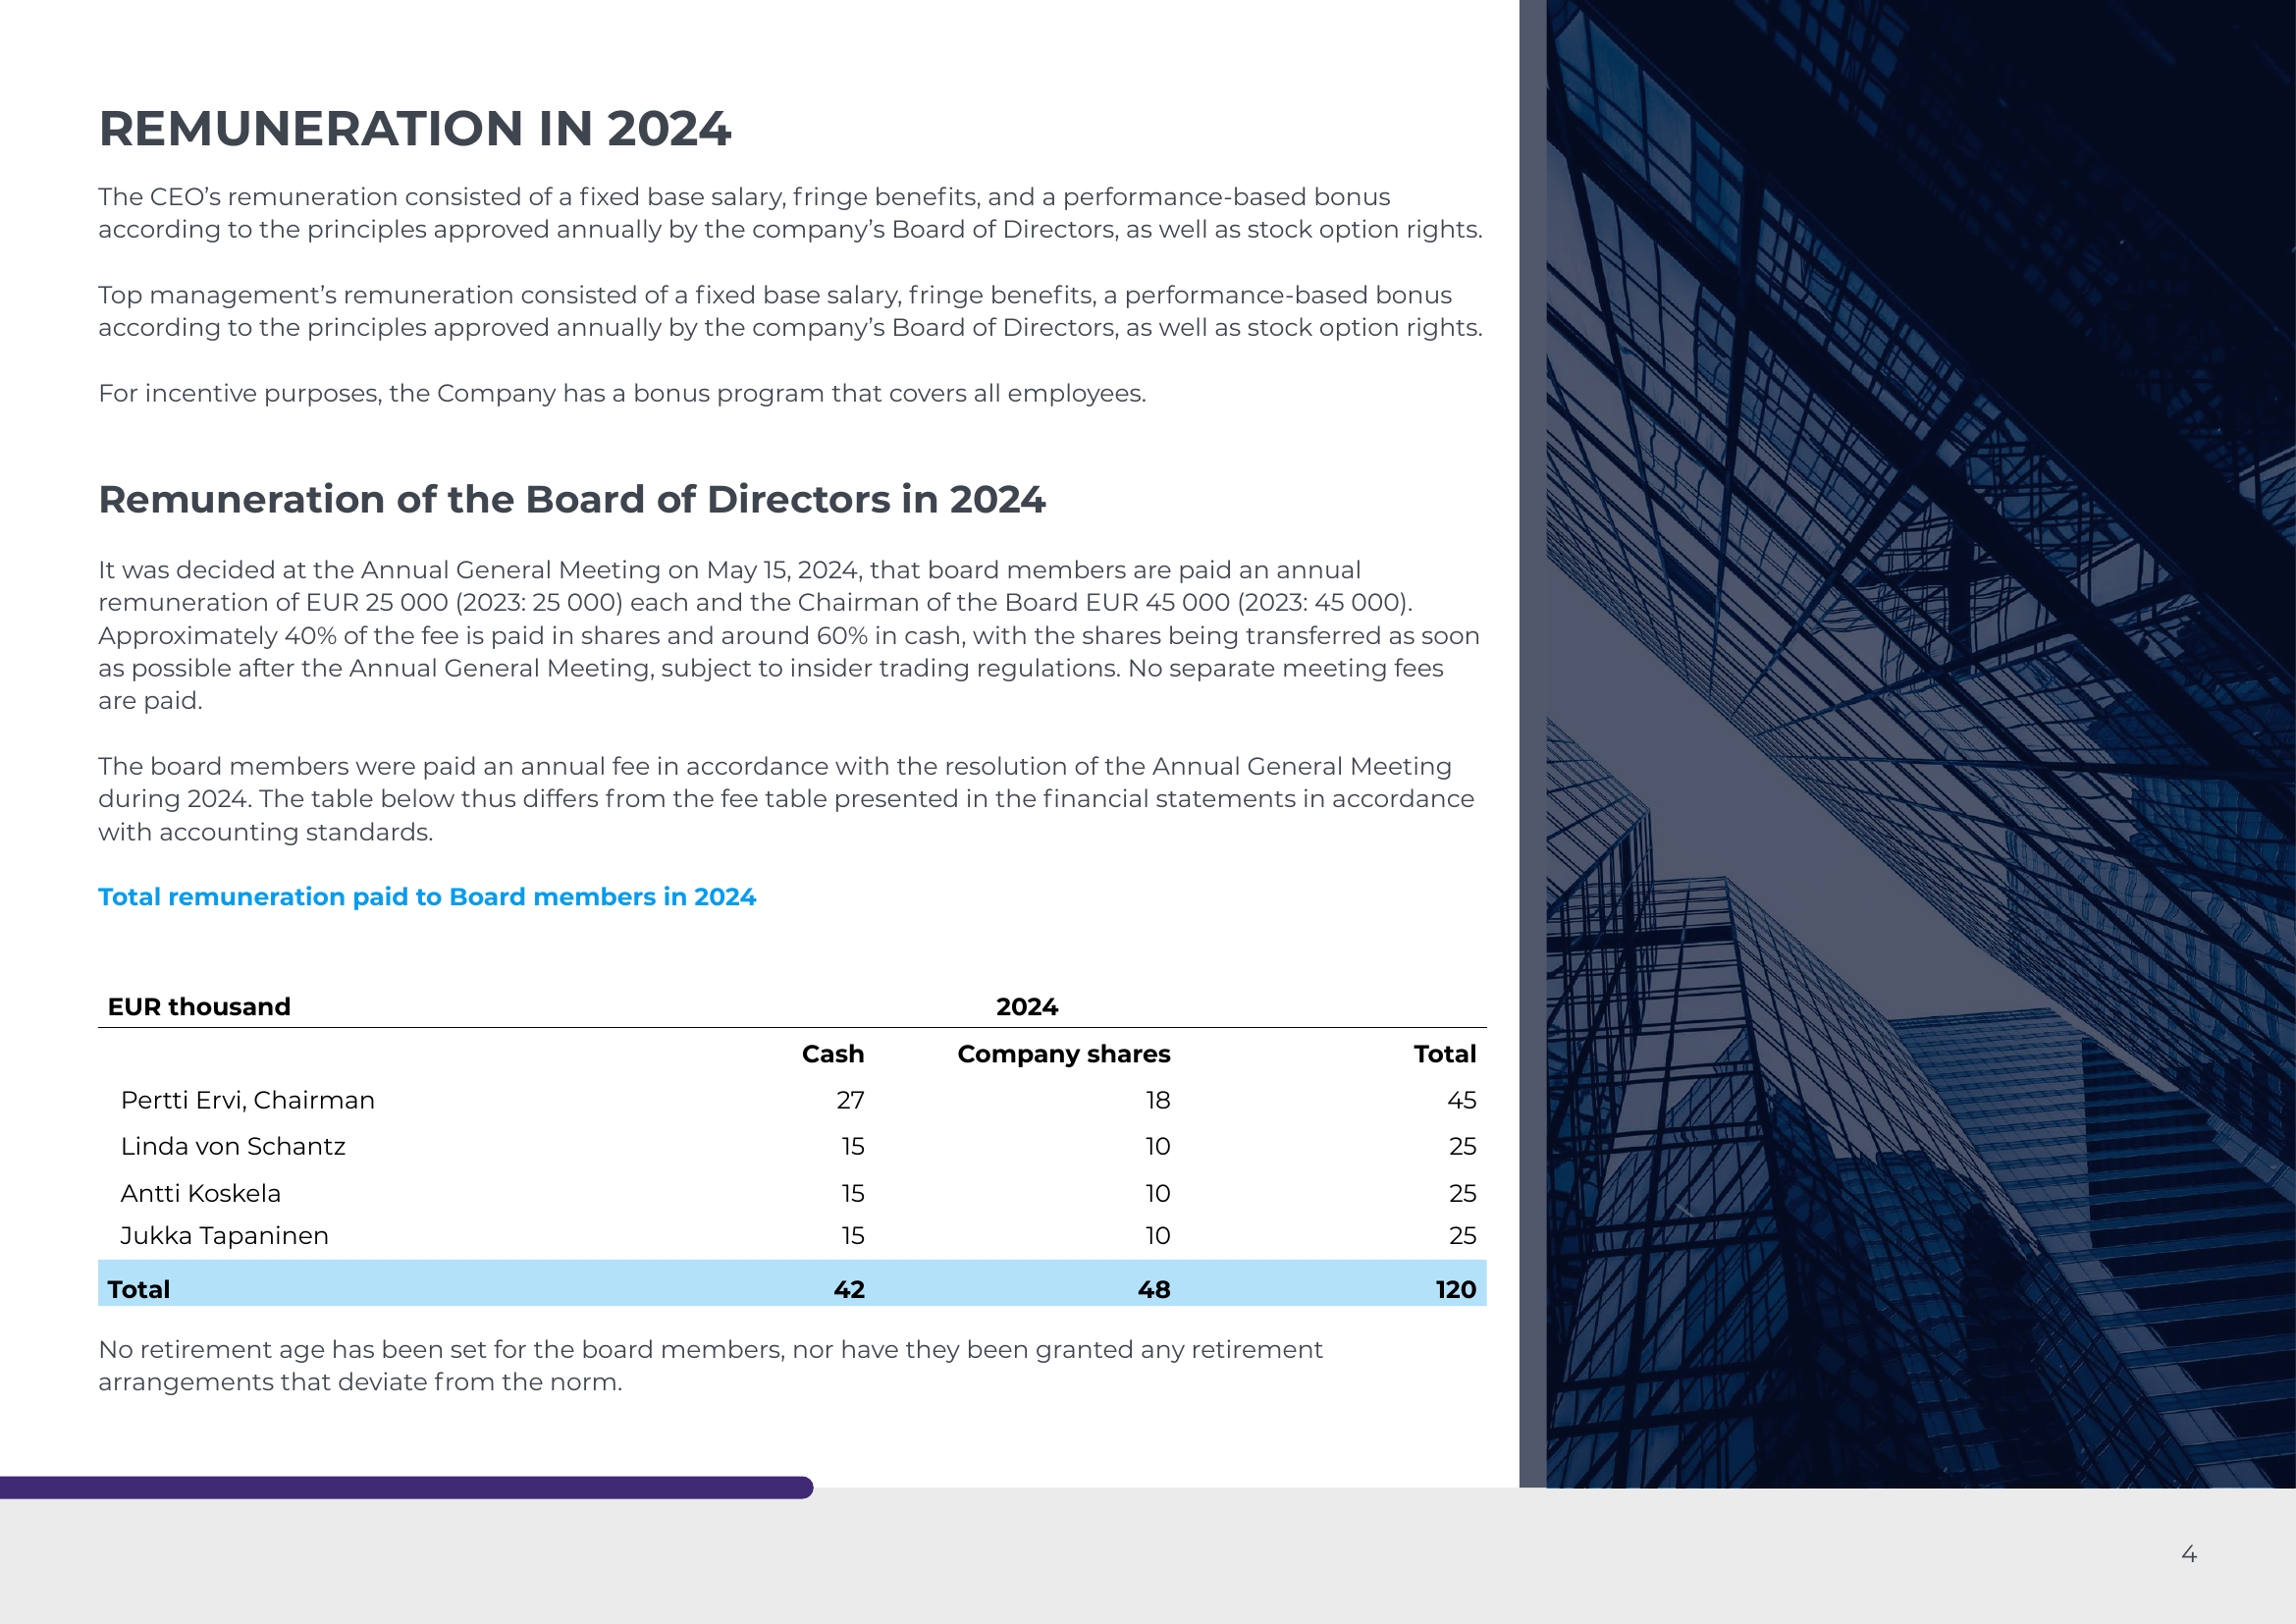 REMUNERATION IN 2024
The CEO’s remuneration consisted of a fixed base salary, fringe benefits, and a performance-based bonus
according to the principles approved annually by the company’s Board of Directors, as well as stock option rights.
Top management’s remuneration consisted of a fixed base salary, fringe benefits, a performance-based bonus
according to the principles approved annually by the company’s Board of Directors, as well as stock option rights.
For incentive purposes, the Company has a bonus program that covers all employees.
Remuneration of the Board of Directors in 2024
It was decided at the Annual General Meeting on May 15, 2024, that board members are paid an annual
remuneration of EUR 25 000 (2023: 25 000) each and the Chairman of the Board EUR 45 000 (2023: 45 000).
Approximately 40% of the fee is paid in shares and around 60% in cash, with the shares being transferred as soon
as possible after the Annual General Meeting, subject to insider trading regulations. No separate meeting fees
are paid.
The board members were paid an annual fee in accordance with the resolution of the Annual General Meeting
during 2024. The table below thus differs from the fee table presented in the financial statements in accordance
with accounting standards.
Total remuneration paid to Board members in 2024
EUR thousand 2024
Cash Company shares Total
Pertti Ervi, Chairman 27 18 45
Linda von Schantz 15 10 25
Antti Koskela 15 10 25
Jukka Tapaninen 15 10 25
Total 42 48 120
No retirement age has been set for the board members, nor have they been granted any retirement
arrangements that deviate from the norm.
4